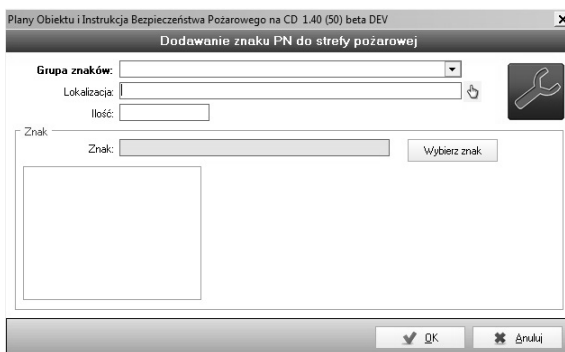 Plany Obiektu i Instrukcja Bezpieczeństwa Pożarowego na CD 1.40 (50) beta DEV
Dodawanie znaku PN do strefy pożarowej
Grupa znaków:
Lokalizacja:
Ilość:
Znak
Znak:
Wybierz znak
OK
Anuluj